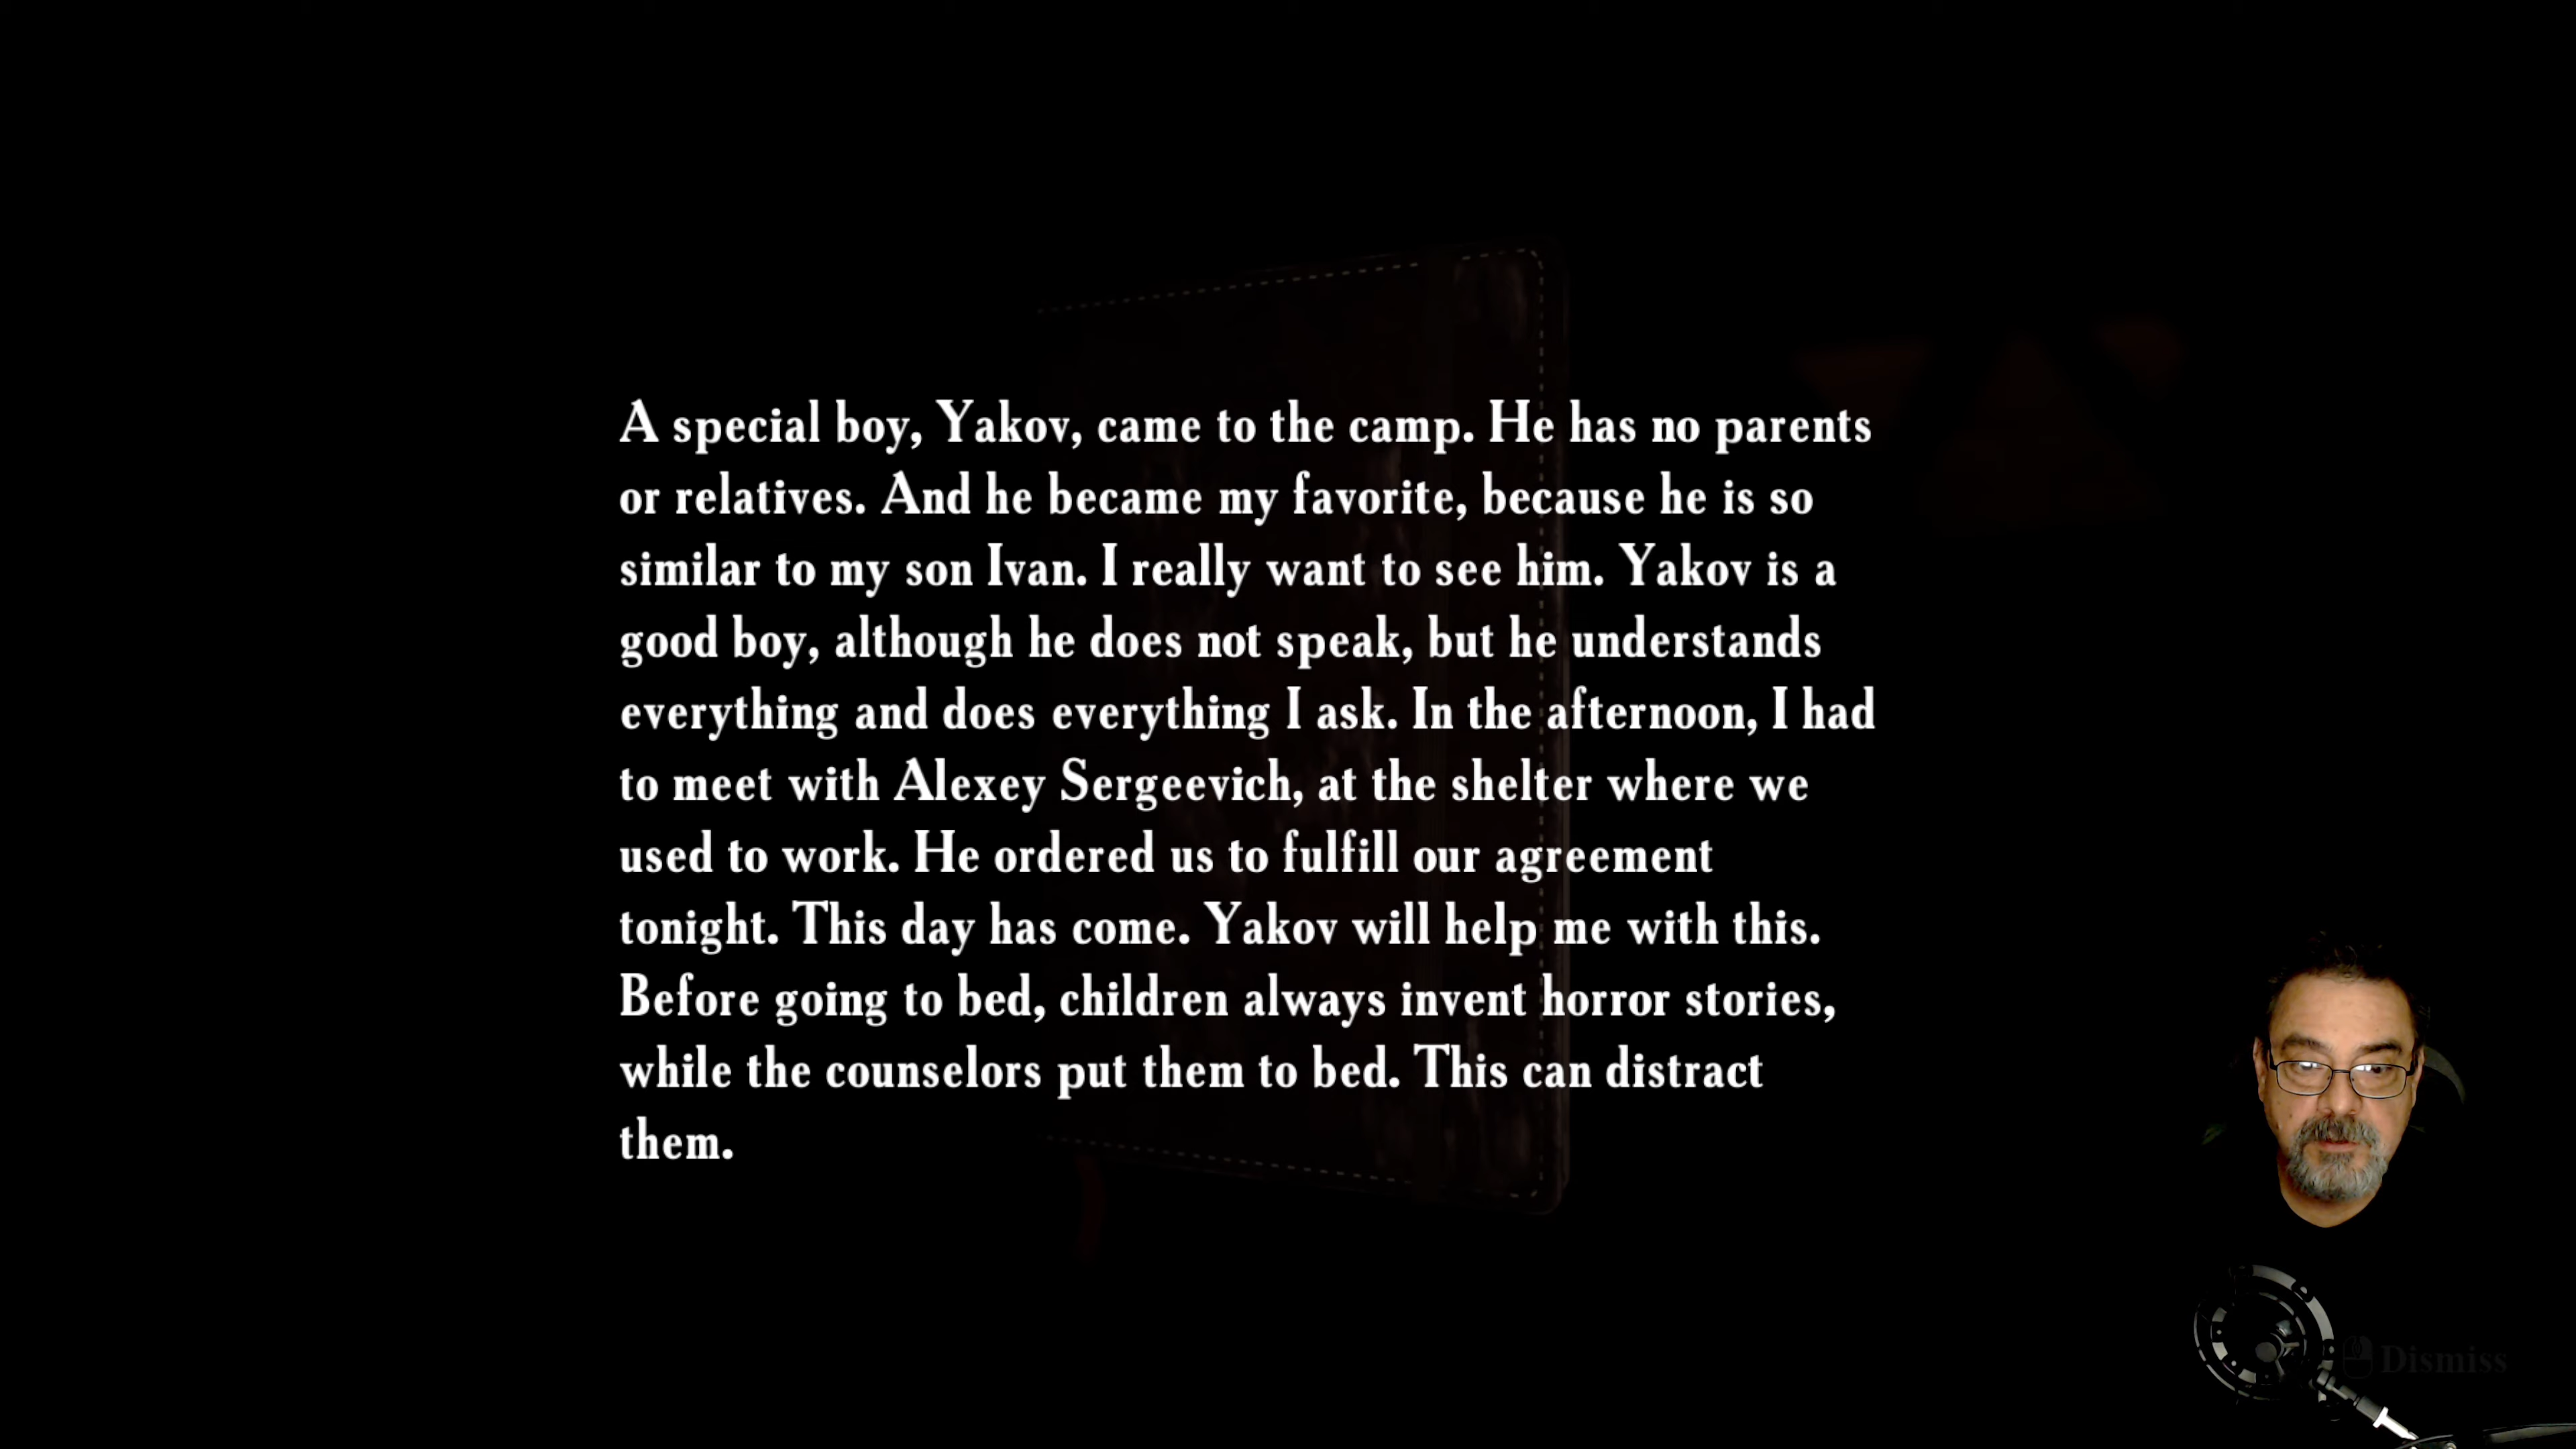 A special boy, Yakov, came to the camp. He has no parents
or relatives. And he became my favorite, because he is so
similar to my son Ivan. I really want to see him. Yakov is a
good boy, although he does not speak, but he understands
everything and does everything I ask. In the afternoon, I had
to meet with Alexey Sergeevich, at the shelter where we
used to work. He ordered us to fulfill our agreement
tonight. This day has come. Yakov will help me with this.
Before going to bed, children always invent horror stories,
while the counselors put them to bed. This can distract
them.
Dismiss